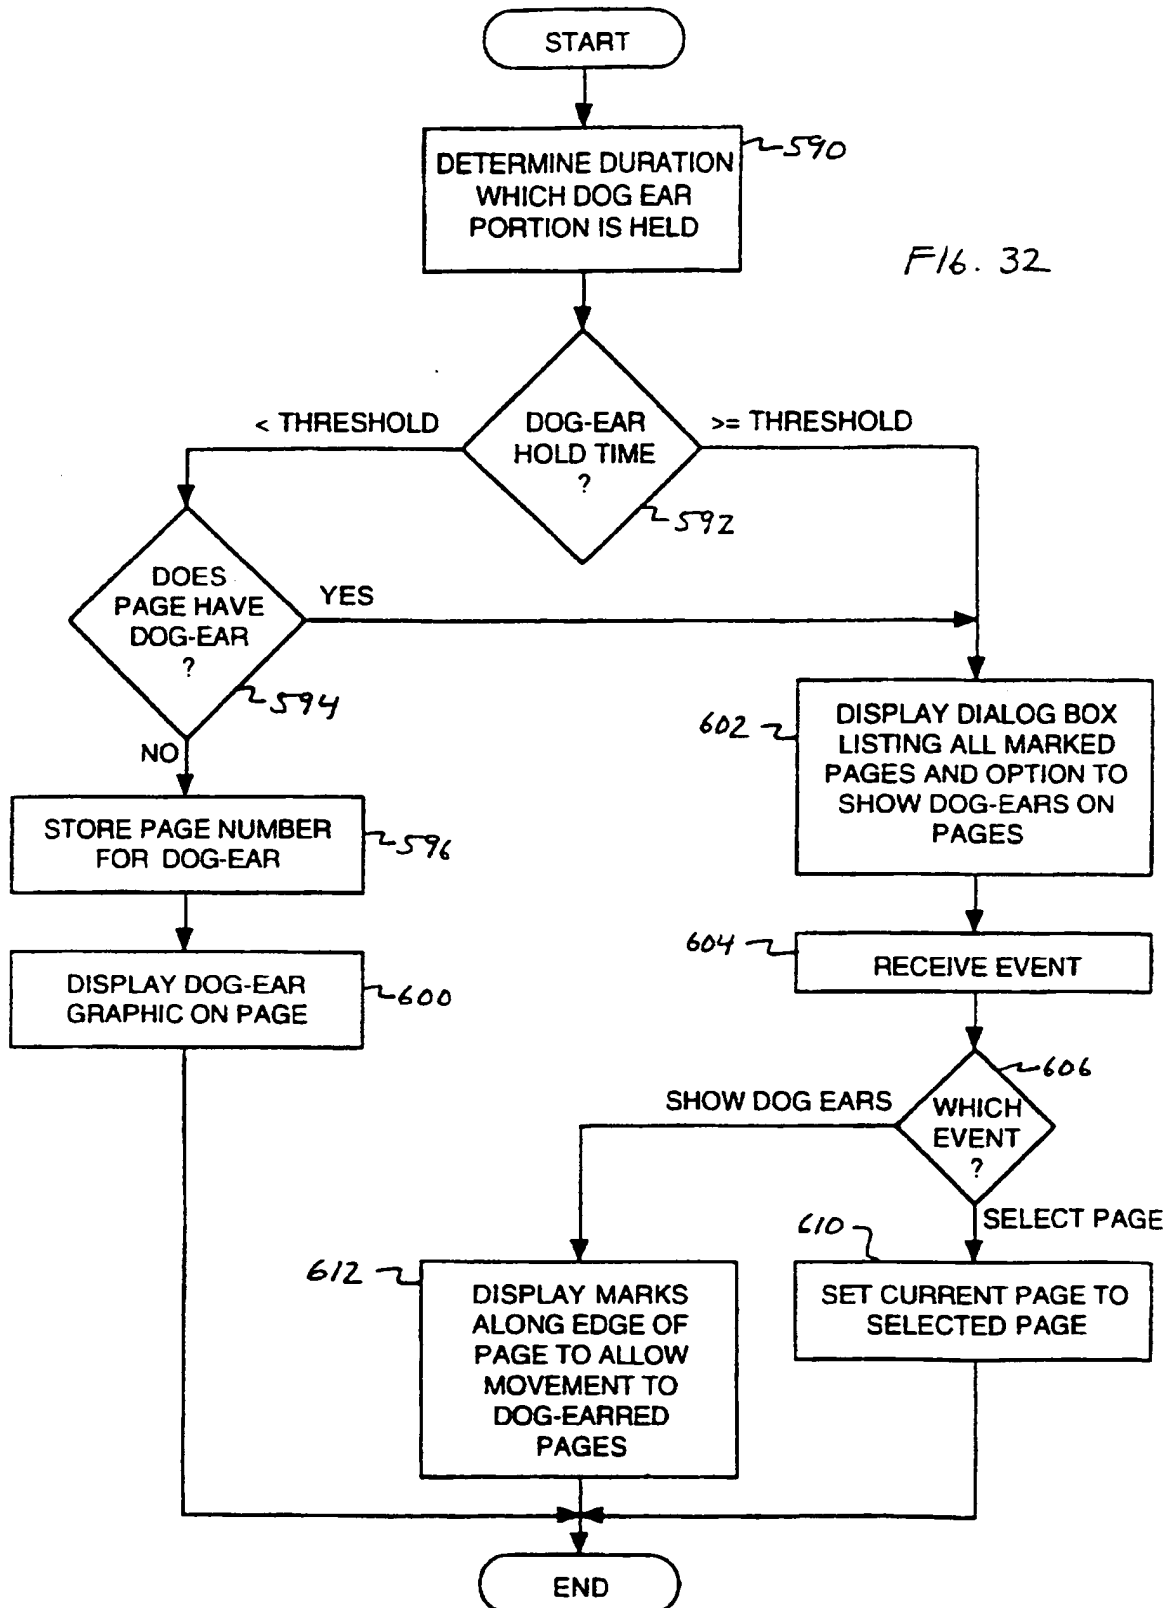 START
DETERMINE DURATION
WHICH DOG EAR
PORTION IS HELD
590
FIG. 32
< THRESHOLD
DOG-EAR
HOLD TIME
?
>= THRESHOLD
592
DOES
PAGE HAVE
DOG-EAR
?
YES
594
NO
STORE PAGE NUMBER
FOR DOG-EAR
596
DISPLAY DOG-EAR
GRAPHIC ON PAGE
600
602
DISPLAY DIALOG BOX
LISTING ALL MARKED
PAGES AND OPTION TO
SHOW DOG-EARS ON
PAGES
604
RECEIVE EVENT
606
SHOW DOG EARS
WHICH
EVENT
?
SELECT PAGE
610
SET CURRENT PAGE TO
SELECTED PAGE
612
DISPLAY MARKS
ALONG EDGE OF
PAGE TO ALLOW
MOVEMENT TO
DOG-EARRED
PAGES
END